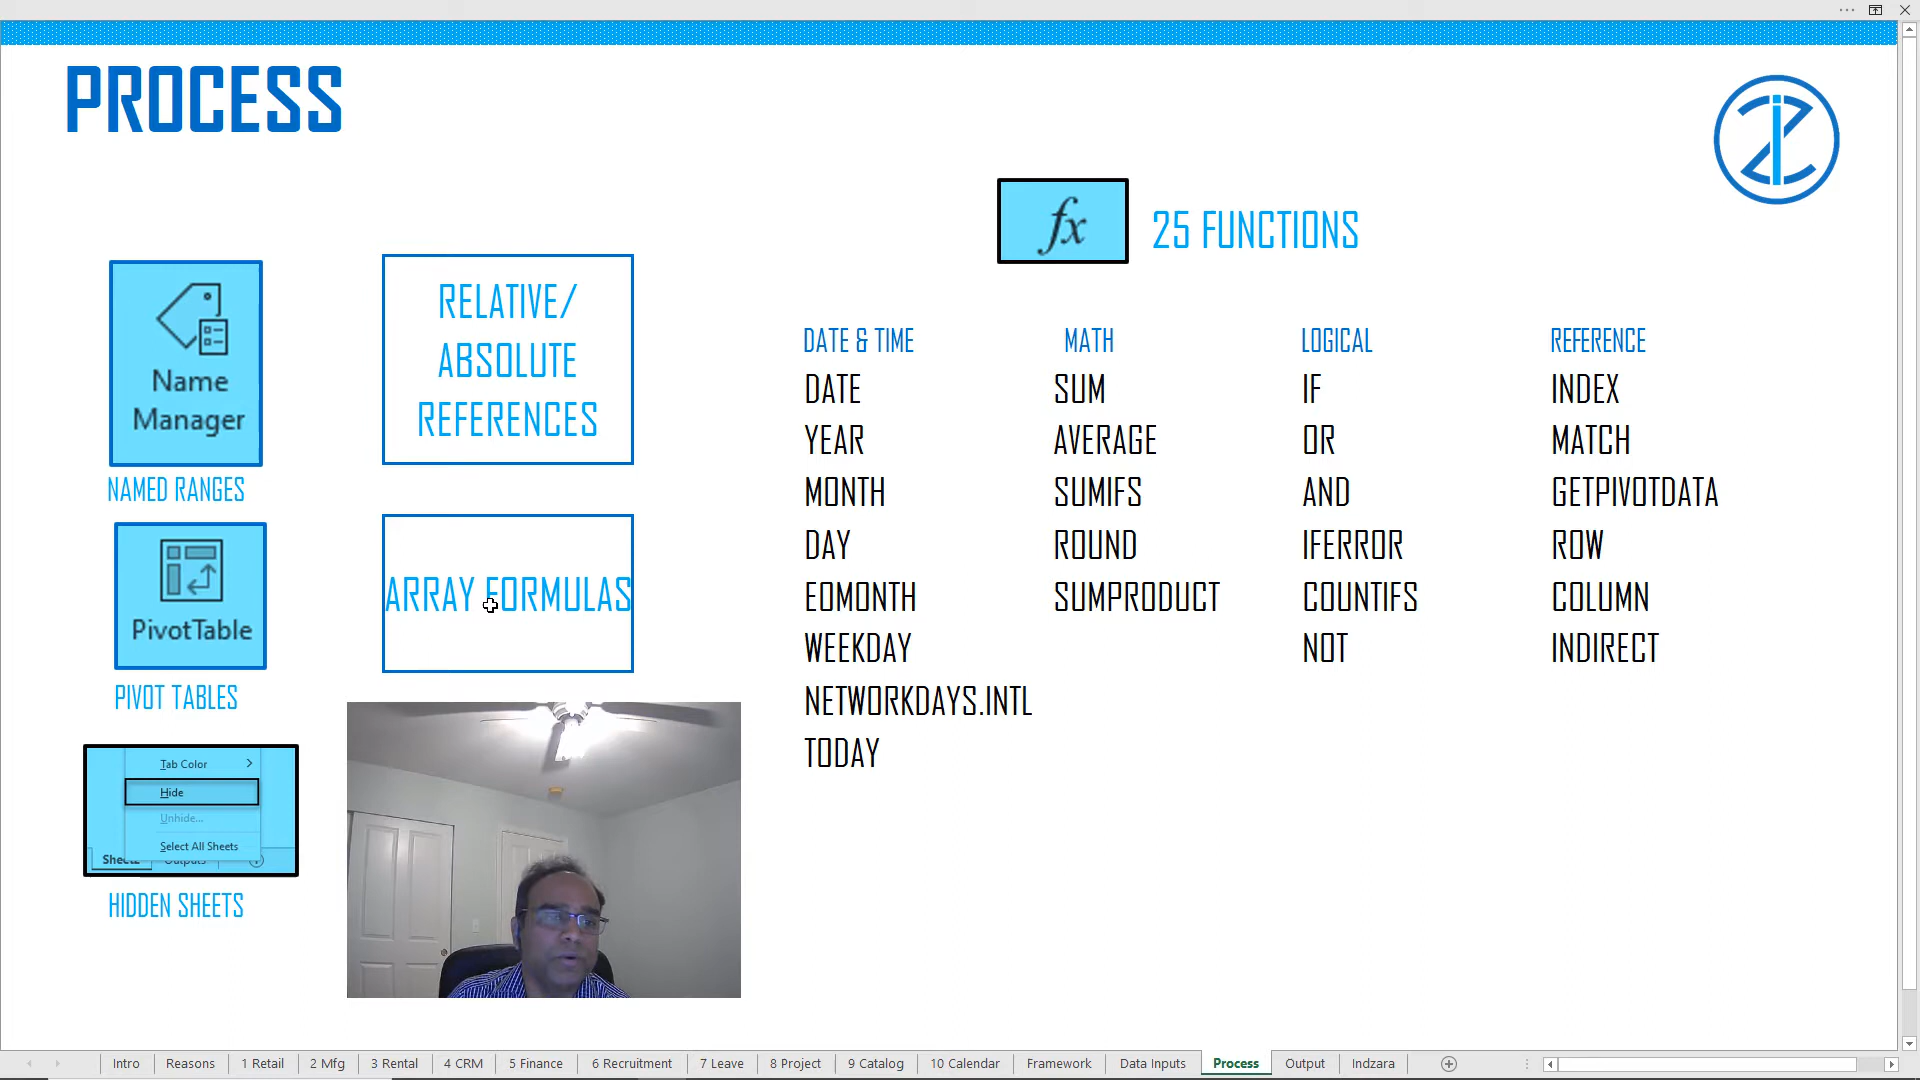 PROCESS
fx
25 FUNCTIONS
Name
Manager
NAMED RANGES
RELATIVE/
ABSOLUTE
REFERENCES
PivotTable
PIVOT TABLES
ARRAY FORMULAS
Tab Color
Hide
Unhide...
Select All Sheets
Sheet2
Outputs
HIDDEN SHEETS
DATE & TIME
DATE
YEAR
MONTH
DAY
EOMONTH
WEEKDAY
NETWORKDAYS.INTL
TODAY
MATH
SUM
AVERAGE
SUMIFS
ROUND
SUMPRODUCT
LOGICAL
IF
OR
AND
IFERROR
COUNTIFS
NOT
REFERENCE
INDEX
MATCH
GETPIVOTDATA
ROW
COLUMN
INDIRECT
Intro Reasons 1 Retail 2 Mfg 3 Rental 4 CRM 5 Finance 6 Recruitment 7 Leave 8 Project 9 Catalog 10 Calendar Framework Data Inputs Process Output Indzara